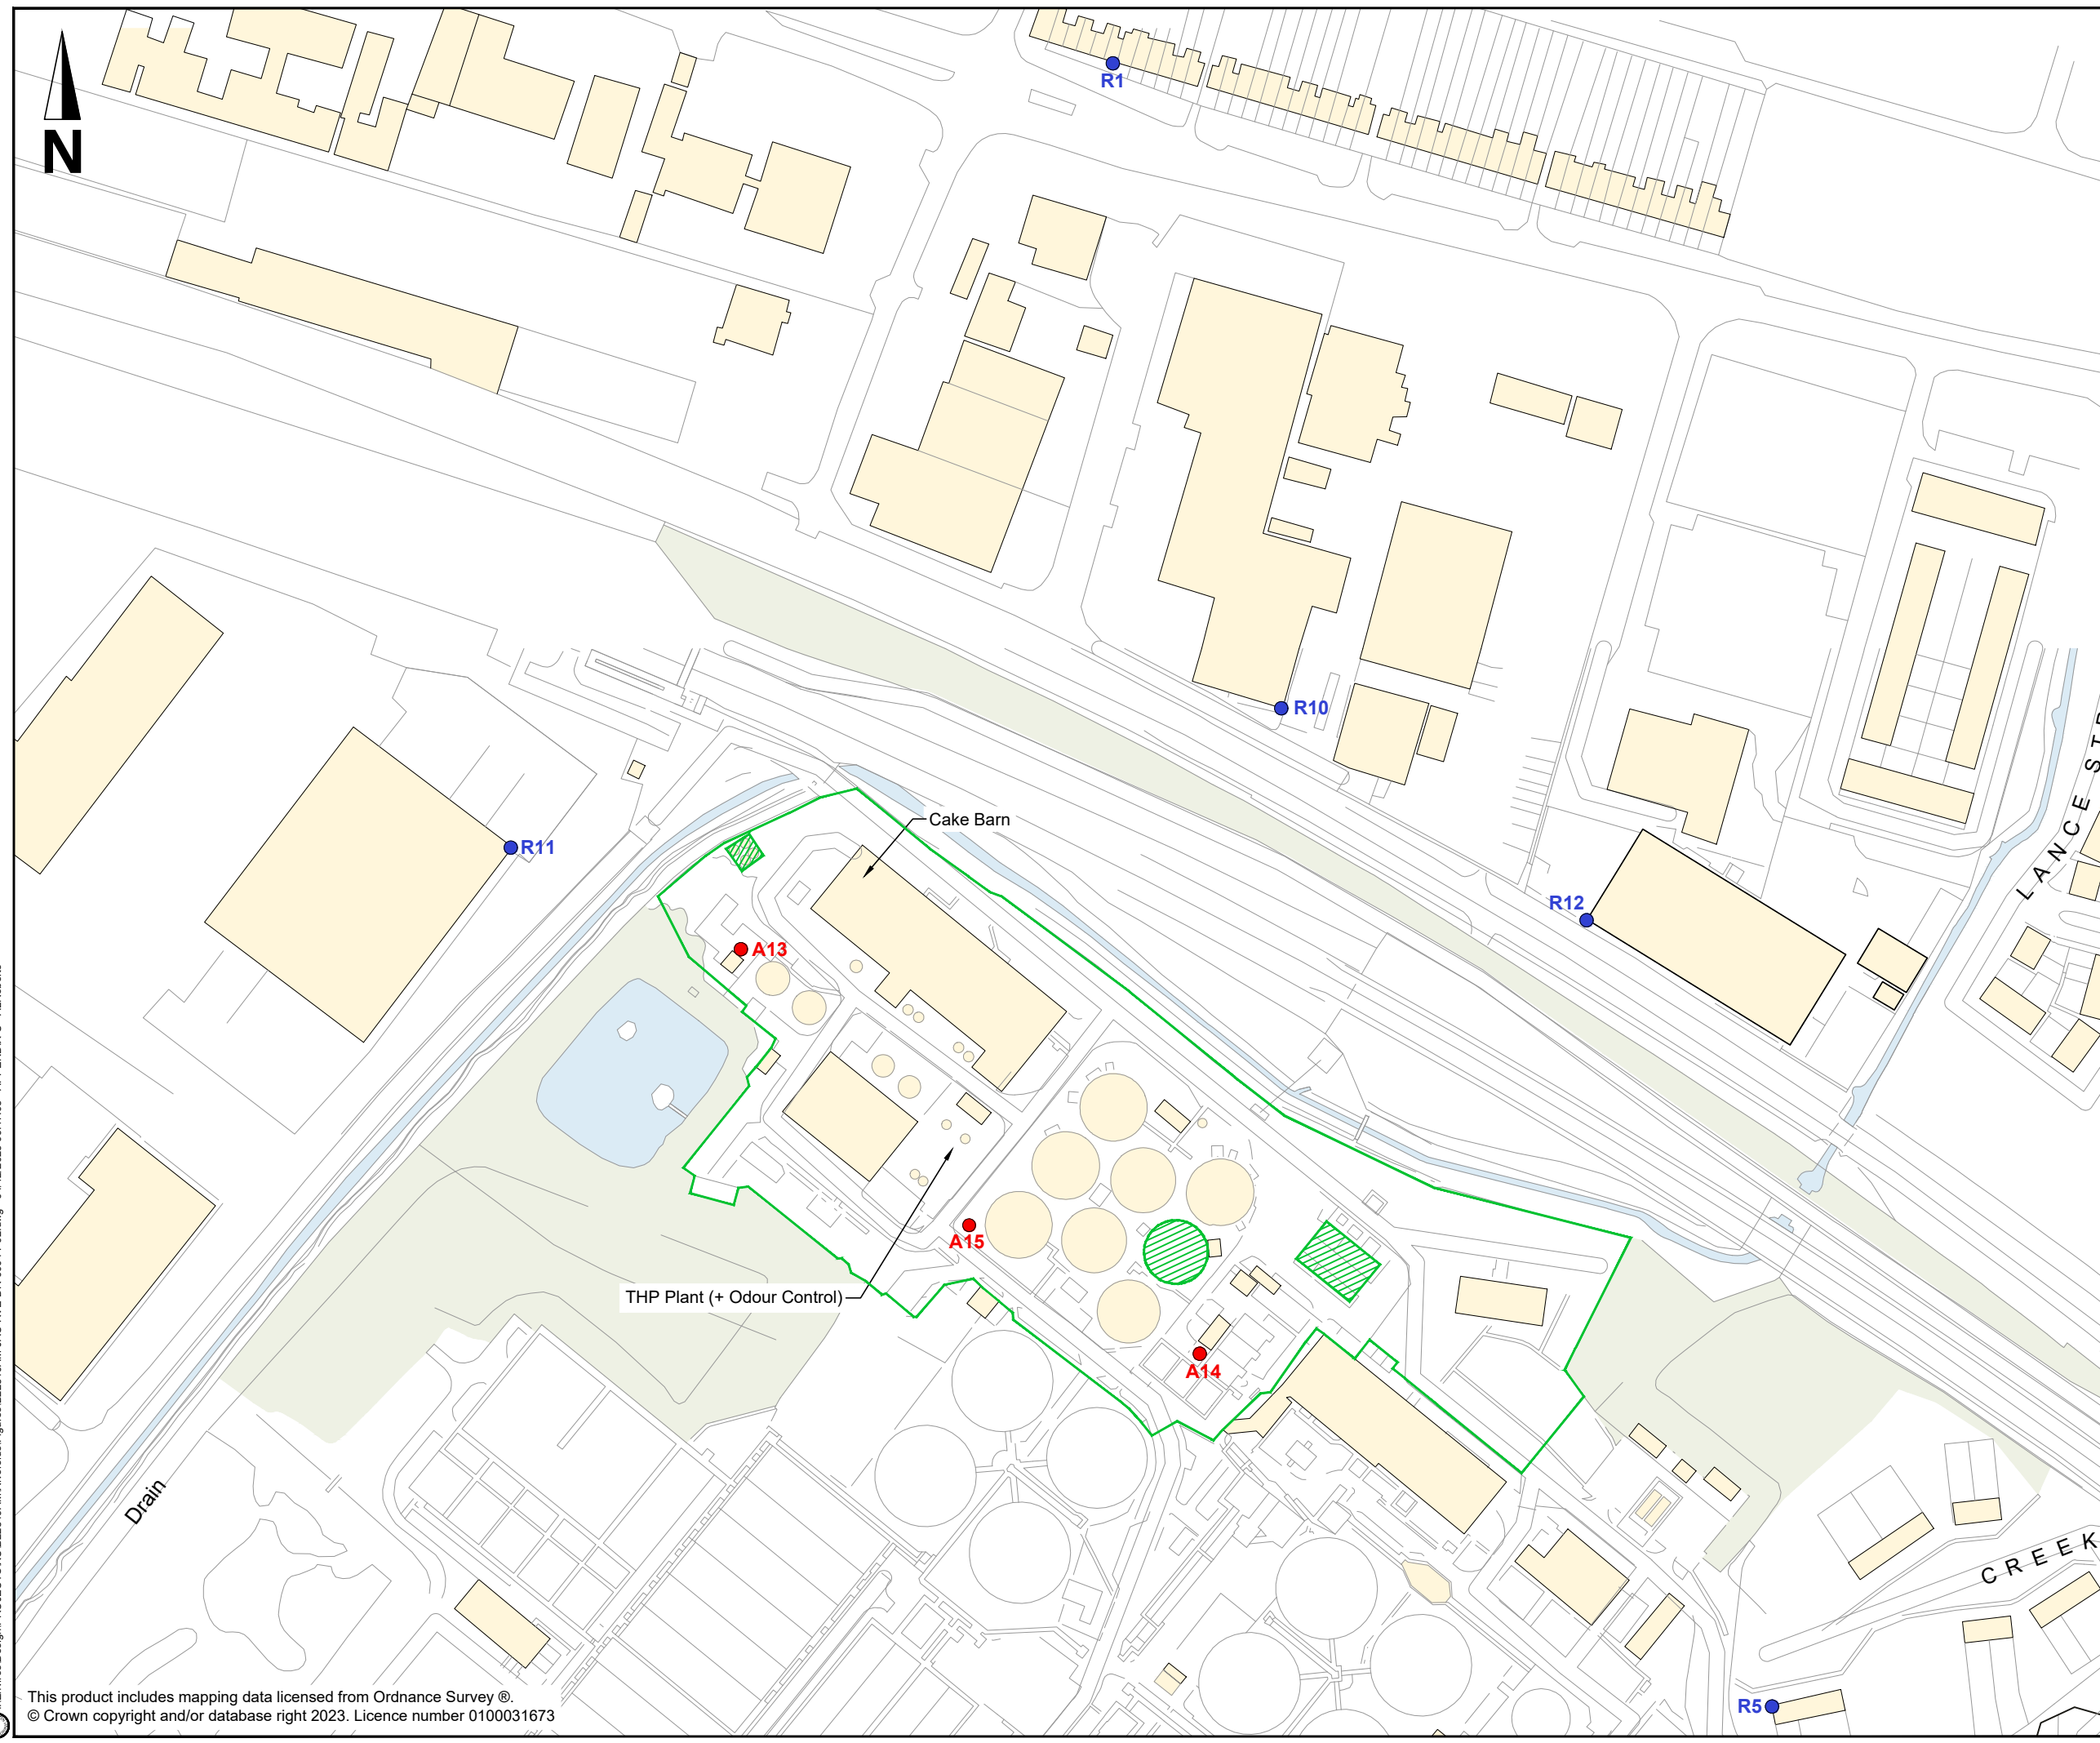 N
R1
R10
Cake Barn
R11
R12
A13
LANCE
A15
THP Plant (+ Odour Control)
A14
Drain
CREEK
R5
This product includes mapping data licensed from Ordnance Survey ®.
© Crown copyright and/or database right 2023. Licence number 0100031673